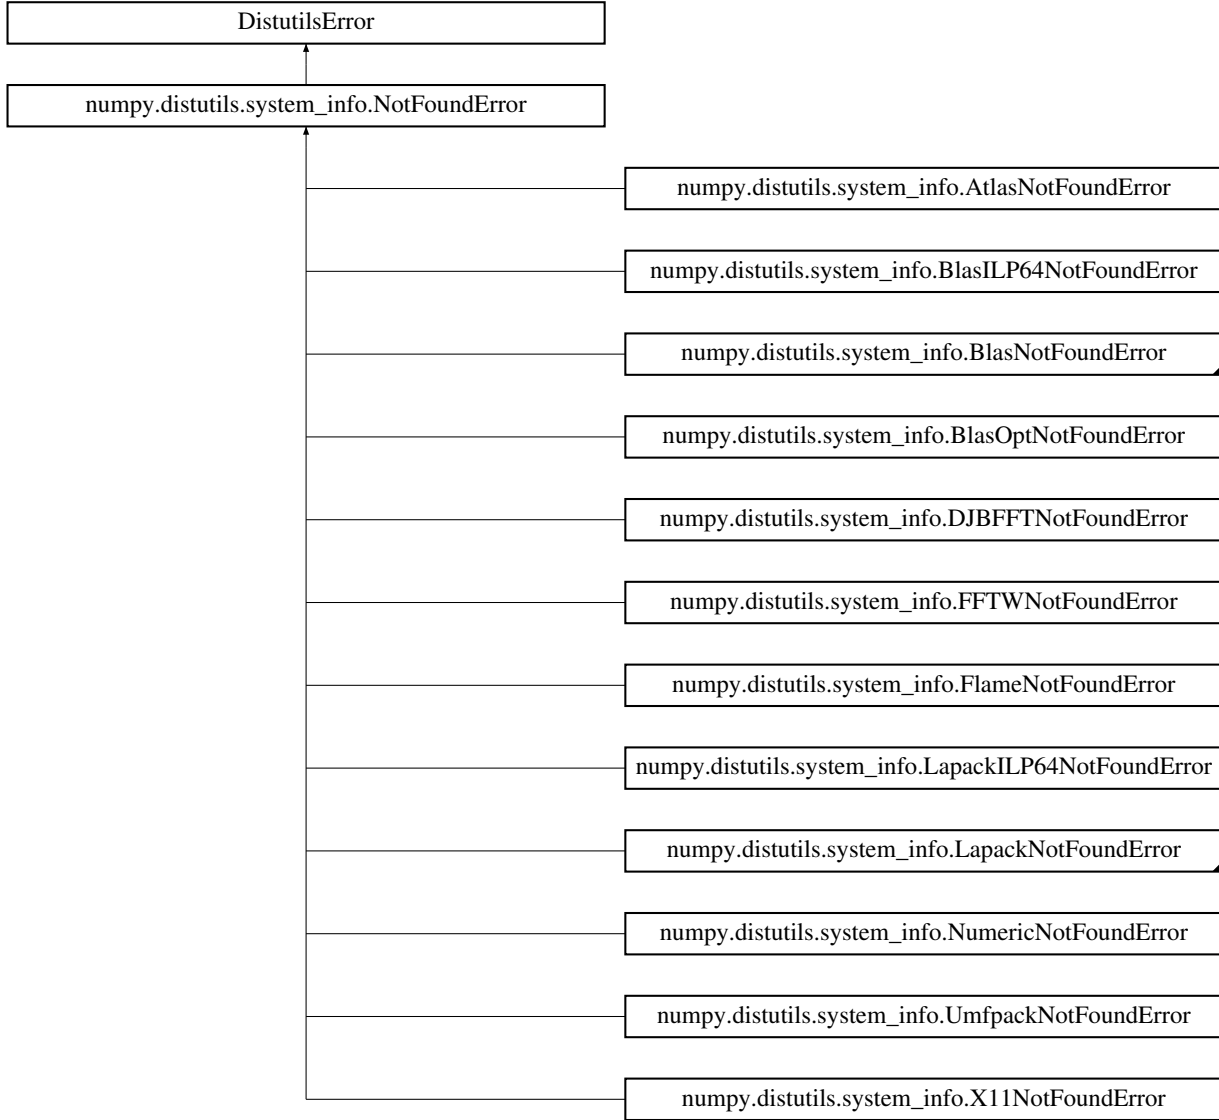 DistutilsError
numpy.distutils.system_info.NotFoundError
numpy.distutils.system_info.AtlasNotFoundError
numpy.distutils.system_info.BlasILP64NotFoundError
numpy.distutils.system_info.BlasNotFoundError
numpy.distutils.system_info.BlasOptNotFoundError
numpy.distutils.system_info.DJBFFTNotFoundError
numpy.distutils.system_info.FFTWNotFoundError
numpy.distutils.system_info.FlameNotFoundError
numpy.distutils.system_info.LapackILP64NotFoundError
numpy.distutils.system_info.LapackNotFoundError
numpy.distutils.system_info.NumericNotFoundError
numpy.distutils.system_info.UmfpackNotFoundError
numpy.distutils.system_info.X11NotFoundError